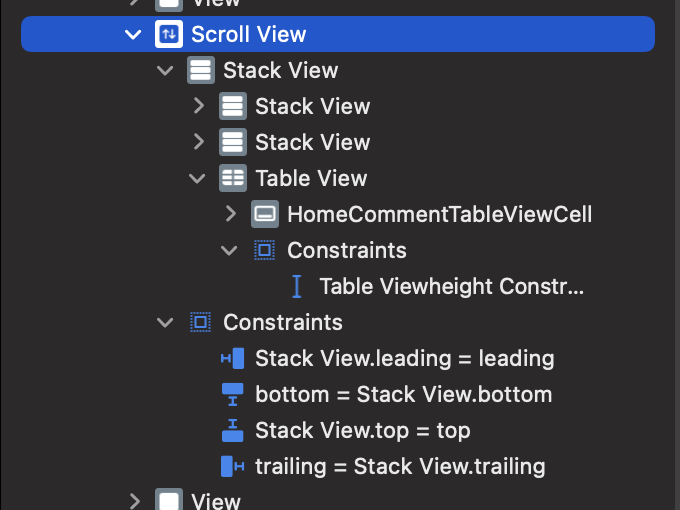 View
Scroll View
Stack View
Stack View
Stack View
Table View
HomeCommentTableViewCell
Constraints
Table Viewheight Constr...
Constraints
Stack View.leading = leading
bottom = Stack View.bottom
Stack View.top = top
trailing = Stack View.trailing
View